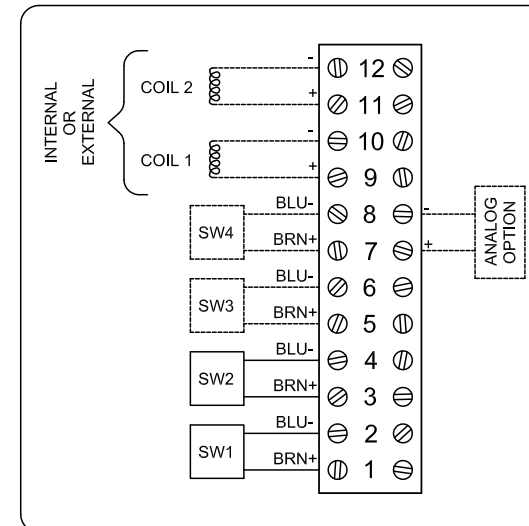 INTERNAL
OR
EXTERNAL
COIL 2
-
+
COIL 1
-
+
12
11
10
9
8
7
6
5
4
3
2
1
SW4
BLU-
BRN+
SW3
BLU-
BRN+
SW2
BLU-
BRN+
SW1
BLU-
BRN+
-
+
ANALOG
OPTION